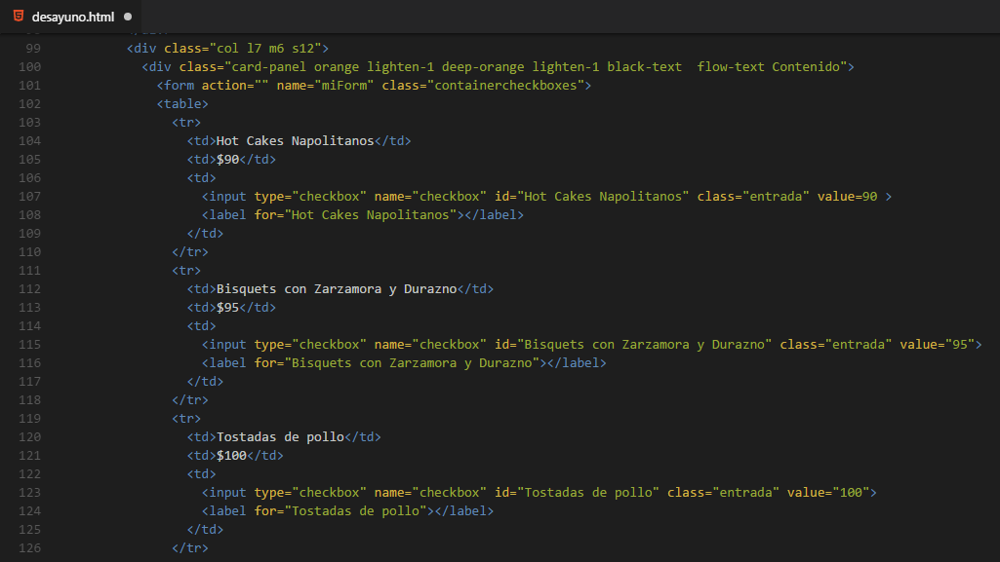 desayuno.html
99 <div class="col l7 m6 s12">
100 <div class="card-panel orange lighten-1 deep-orange lighten-1 black-text  flow-text Contenido">
101 <form action="" name="miForm" class="containercheckboxes">
102 <table>
103 <tr>
104 <td>Hot Cakes Napolitanos</td>
105 <td>$90</td>
106 <td>
107 <input type="checkbox" name="checkbox" id="Hot Cakes Napolitanos" class="entrada" value=90 >
108 <label for="Hot Cakes Napolitanos"></label>
109 </td>
110 </tr>
111 <tr>
112 <td>Bisquets con Zarzamora y Durazno</td>
113 <td>$95</td>
114 <td>
115 <input type="checkbox" name="checkbox" id="Bisquets con Zarzamora y Durazno" class="entrada" value="95">
116 <label for="Bisquets con Zarzamora y Durazno"></label>
117 </td>
118 </tr>
119 <tr>
120 <td>Tostadas de pollo</td>
121 <td>$100</td>
122 <td>
123 <input type="checkbox" name="checkbox" id="Tostadas de pollo" class="entrada" value="100">
124 <label for="Tostadas de pollo"></label>
125 </td>
126 </tr>